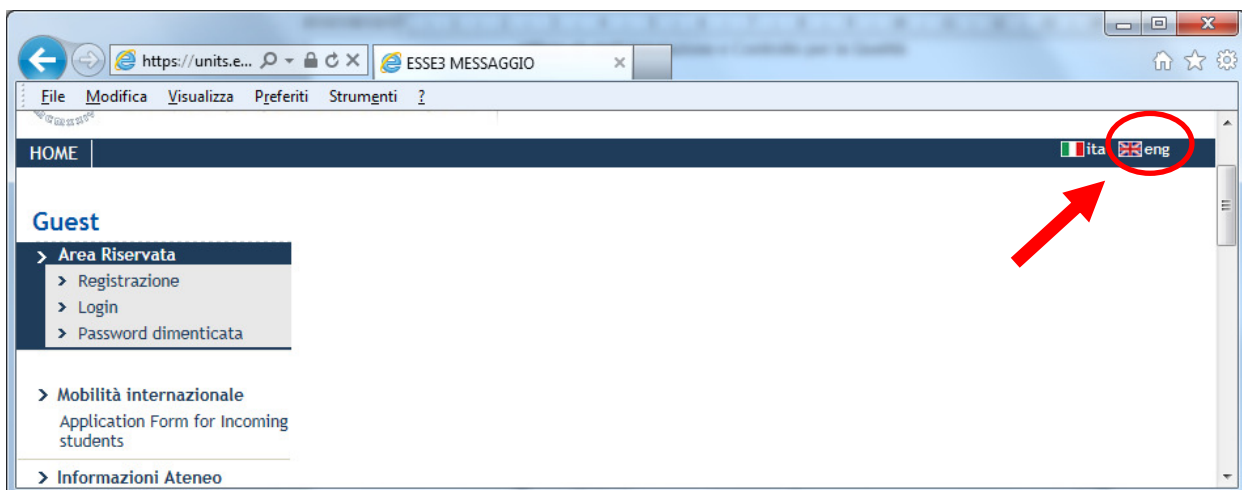 https://units.e... ESSE3 MESSAGGIO
File Modifica Visualizza Preferiti Strumenti ?
HOME ita eng
Guest
Area Riservata
Registrazione
Login
Password dimenticata
Mobilità internazionale
Application Form for Incoming
students
Informazioni Ateneo